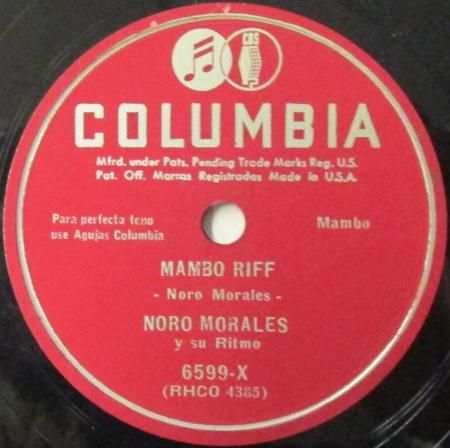 CBS
COLUMBIA
Mfrd. under Pats. Pending Trade Marks Reg. U.S.
Pat. Off. Marcas Registradas Made in U.S.A.
Para perfecto tono
use Agujas Columbia
Mambo
MAMBO RIFF
- Noro Morales -
NORO MORALES
y su Ritmo
6599-X
(RHCO 4385)